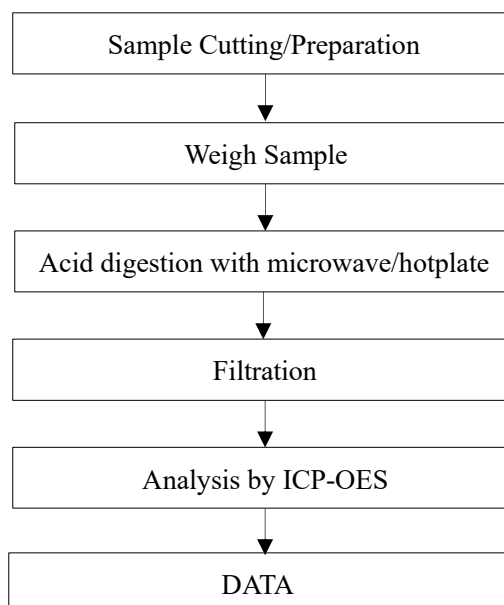 Sample Cutting/Preparation
Weigh Sample
Acid digestion with microwave/hotplate
Filtration
Analysis by ICP-OES
DATA